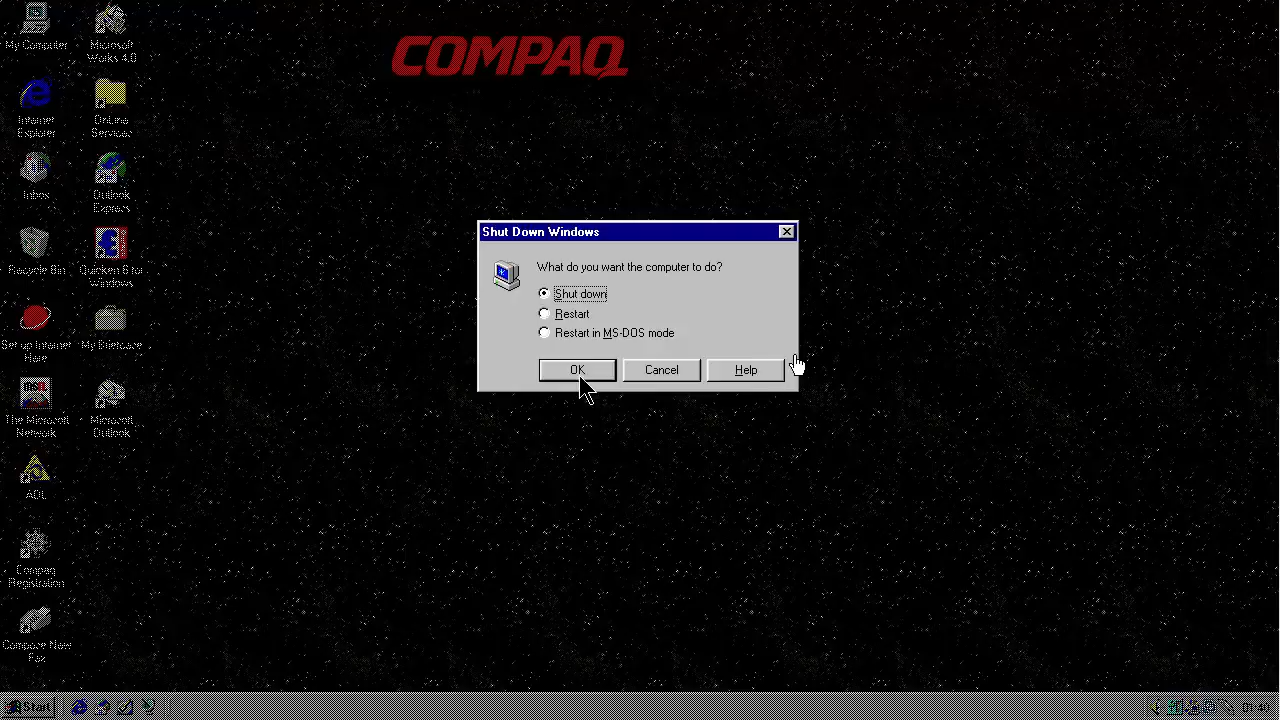 COMPAQ
My Computer
Microsoft
Works 4.0
Internet
Explorer
OnLine
Services
Inbox
Outlook
Express
Recycle Bin
Quicken 6 for
Windows
Set up Internet
My Briefcase
The Microsoft
Network
Microsoft
Outlook
AOL
Compaq
Registration
Compose New
Fax
Shut Down Windows
What do you want the computer to do?
Shut down
Restart
Restart in MS-DOS mode
OK
Cancel
Help
Start